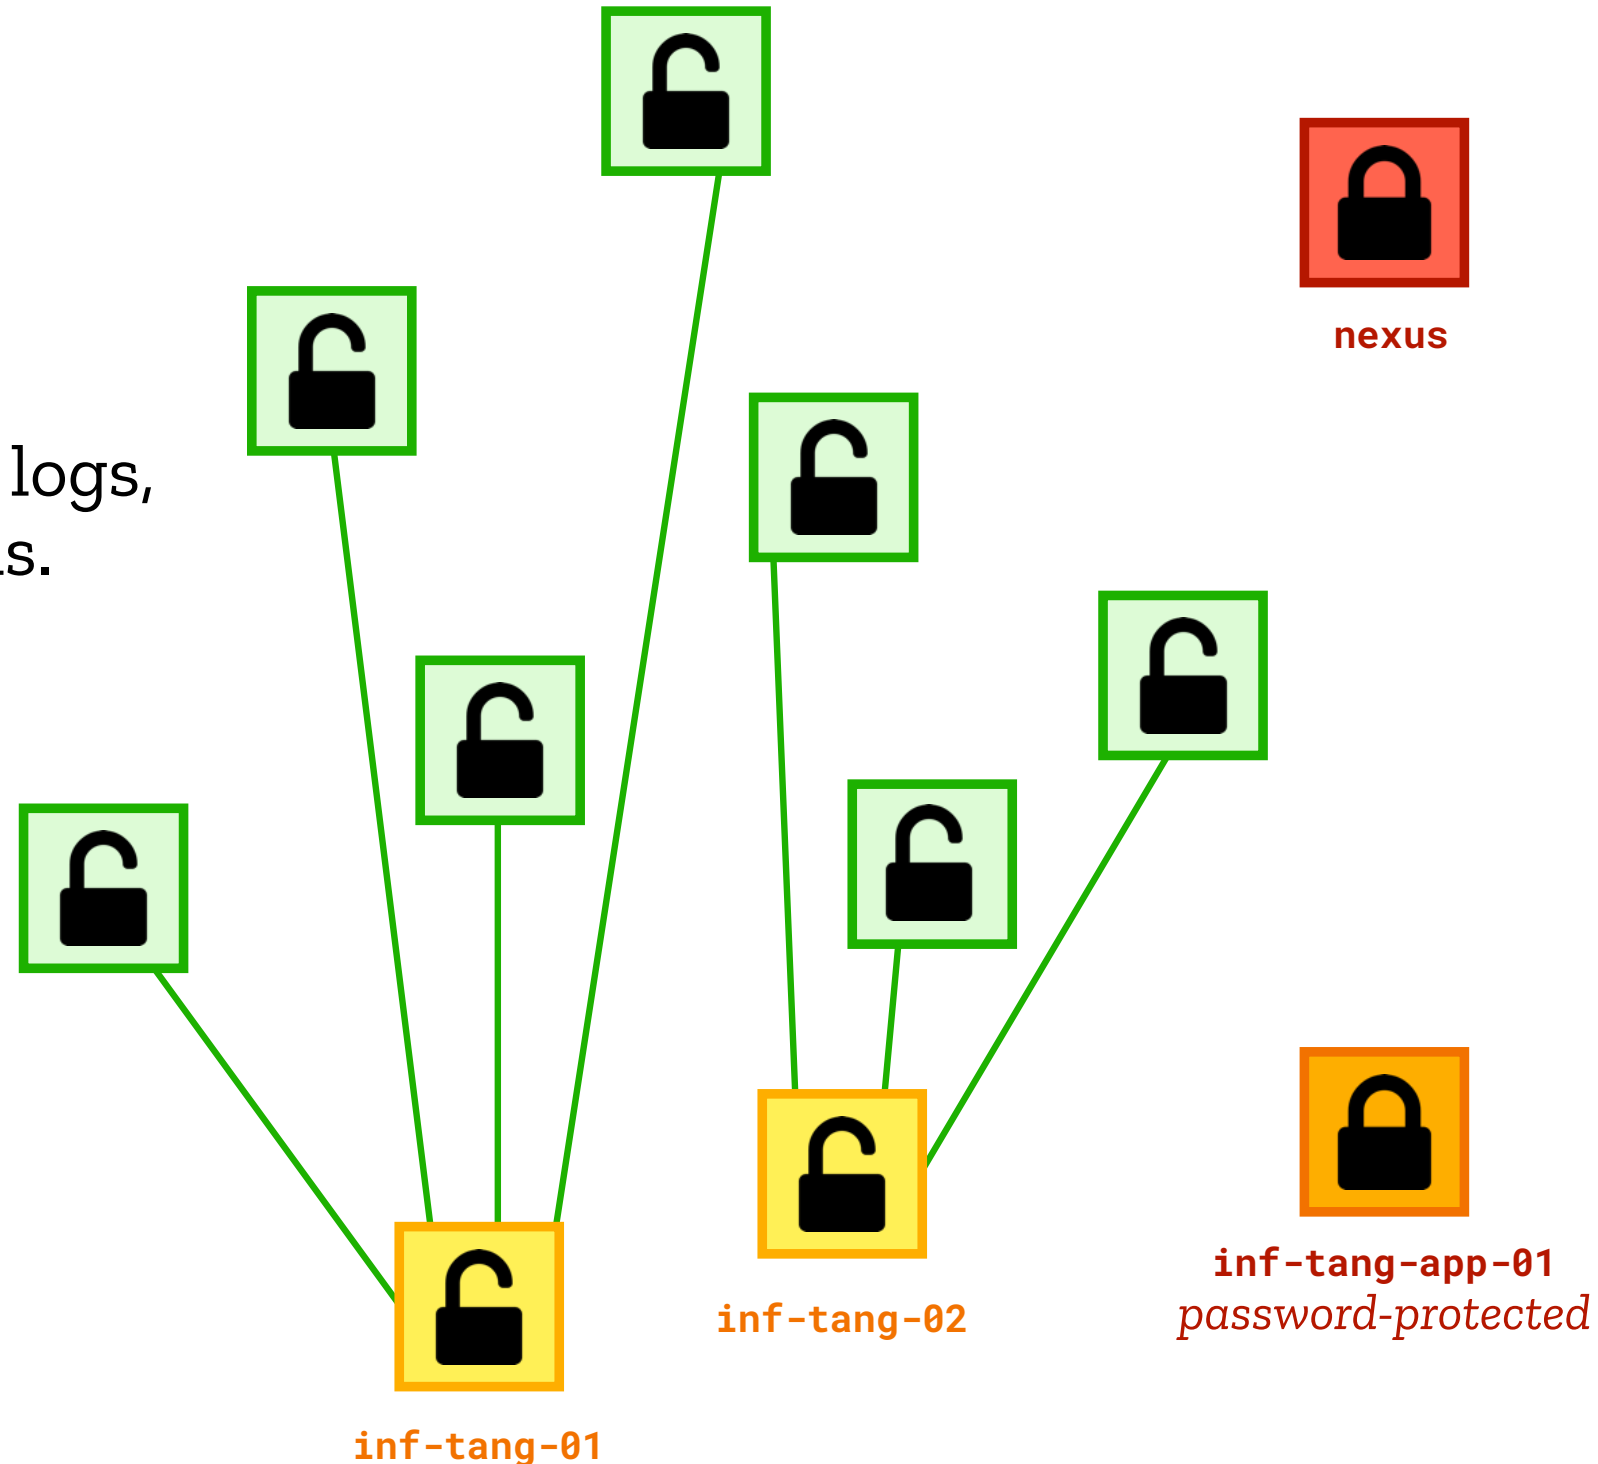 nexus
logs,
inf-tang-app-01
password-protected
inf-tang-02
inf-tang-01